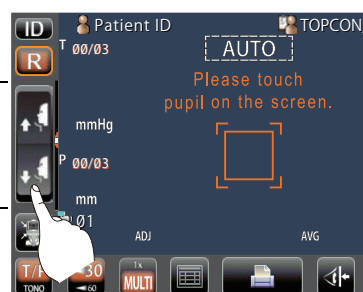 ID Patient ID TOPCON
R T 00/03 AUTO
Please touch
pupil on the screen.
mmHg
P 00/03
mm
01
ADJ AVG
T/P 30 1x
TONO ◄60 MULTI